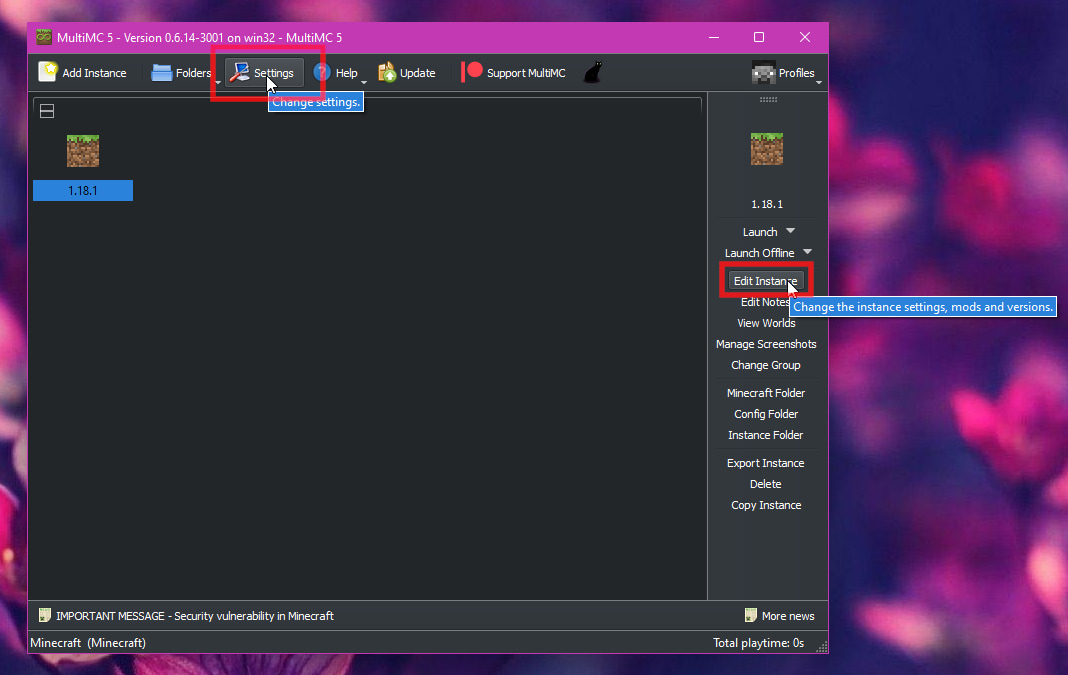 MultiMC 5 - Version 0.6.14-3001 on win32 - MultiMC 5
Add Instance Folders Settings Help Update Support MultiMC Profiles
Change settings.
1.18.1
1.18.1
Launch
Launch Offline
Edit Instance
Edit Notes
Change the instance settings, mods and versions.
View Worlds
Manage Screenshots
Change Group
Minecraft Folder
Config Folder
Instance Folder
Export Instance
Delete
Copy Instance
IMPORTANT MESSAGE - Security vulnerability in Minecraft More news
Minecraft (Minecraft) Total playtime: 0s